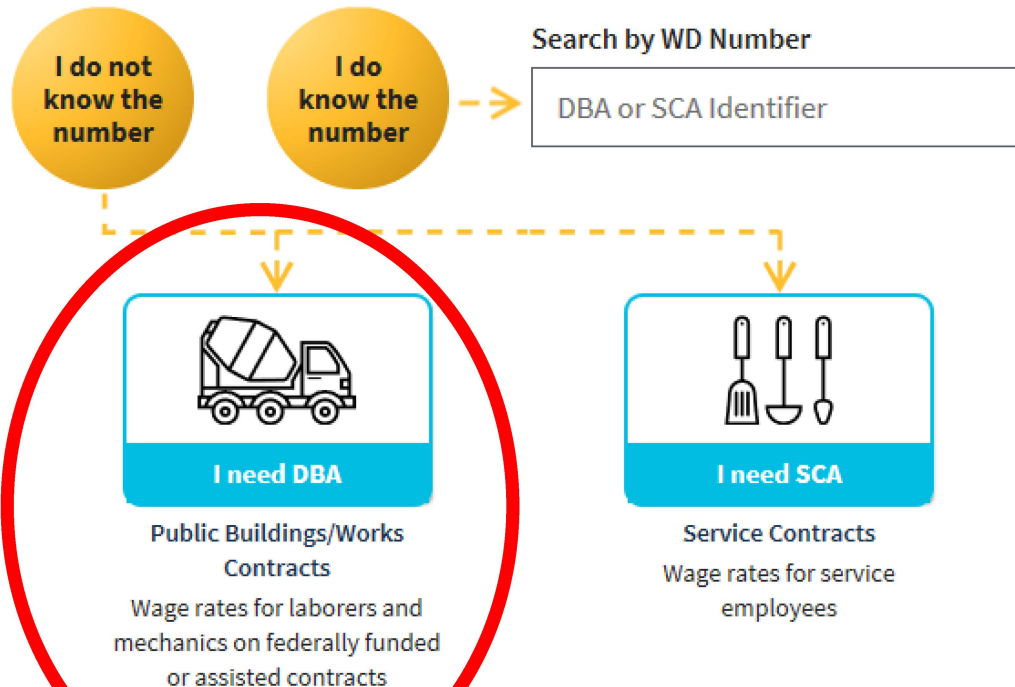 I do not
know the
number
I do
know the
number
Search by WD Number
DBA or SCA Identifier
I need DBA
Public Buildings/Works
Contracts
Wage rates for laborers and
mechanics on federally funded
or assisted contracts
I need SCA
Service Contracts
Wage rates for service
employees